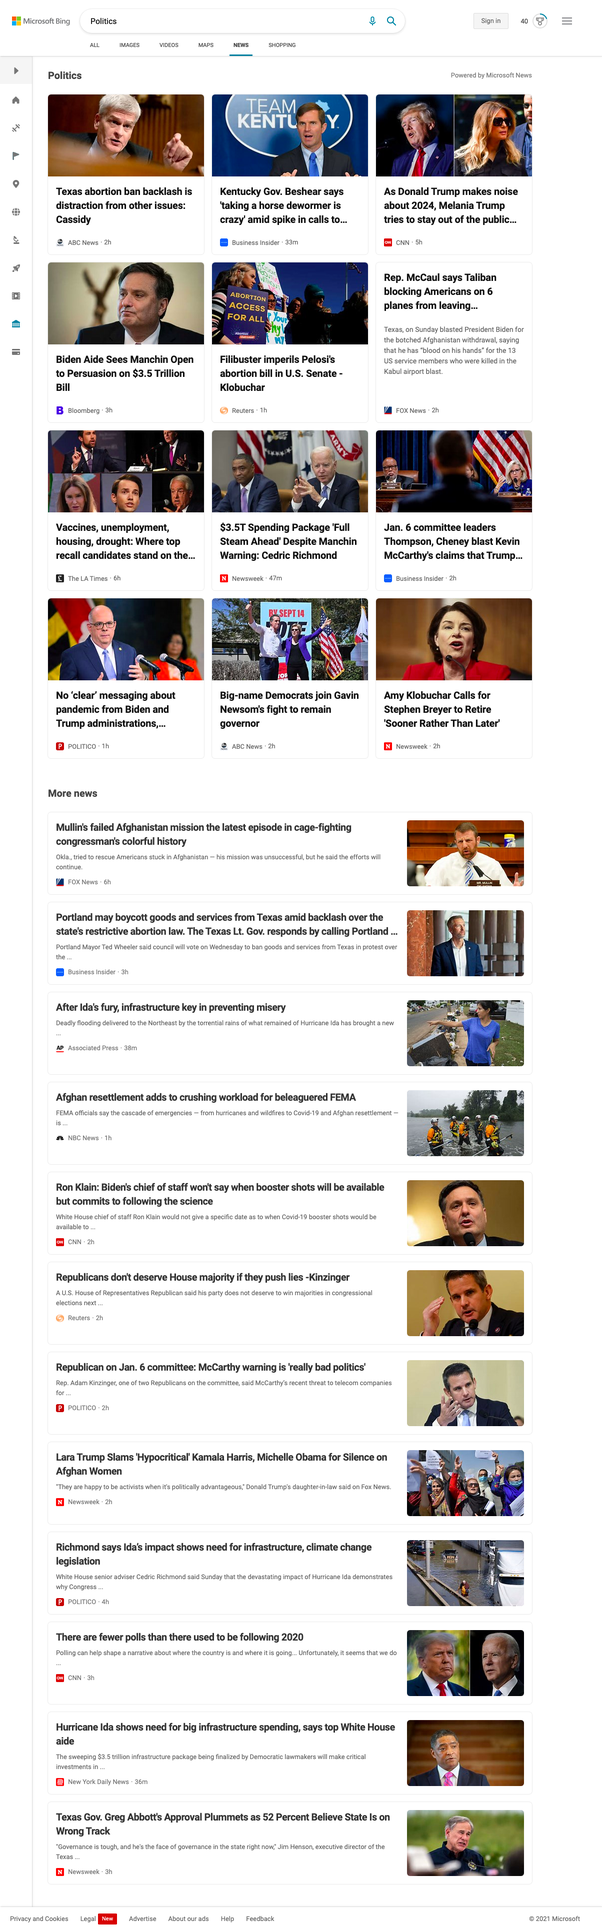 Microsoft Bing
Politics
Sign in
40
ALL
IMAGES
VIDEOS
MAPS
NEWS
SHOPPING
Politics
Powered by Microsoft News
TEAM
KENTUCKY
Texas abortion ban backlash is
distraction from other issues:
Cassidy
ABC News · 2h
Kentucky Gov. Beshear says
'taking a horse dewormer is
crazy' amid spike in calls to…
Business Insider · 33m
As Donald Trump makes noise
about 2024, Melania Trump
tries to stay out of the public…
CNN · 5h
ABORTION
ACCESS
FOR ALL
Biden Aide Sees Manchin Open
to Persuasion on $3.5 Trillion
Bill
Bloomberg · 3h
Filibuster imperils Pelosi's
abortion bill in U.S. Senate -
Klobuchar
Reuters · 1h
Rep. McCaul says Taliban
blocking Americans on 6
planes from leaving…
Texas, on Sunday blasted President Biden for
the botched Afghanistan withdrawal, saying
that he has "blood on his hands" for the 13
US service members who were killed in the
Kabul airport blast.
FOX News · 2h
Vaccines, unemployment,
housing, drought: Where top
recall candidates stand on the…
The LA Times · 6h
$3.5T Spending Package 'Full
Steam Ahead' Despite Manchin
Warning: Cedric Richmond
Newsweek · 47m
Jan. 6 committee leaders
Thompson, Cheney blast Kevin
McCarthy's claims that Trump…
Business Insider · 2h
BY SEPT 14
VOTE
No 'clear' messaging about
pandemic from Biden and
Trump administrations,…
POLITICO · 1h
Big-name Democrats join Gavin
Newsom's fight to remain
governor
ABC News · 2h
Amy Klobuchar Calls for
Stephen Breyer to Retire
'Sooner Rather Than Later'
Newsweek · 2h
More news
Mullin's failed Afghanistan mission the latest episode in cage-fighting
congressman's colorful history
Okla., tried to rescue Americans stuck in Afghanistan — his mission was unsuccessful, but he said the efforts will
continue.
FOX News · 6h
Portland may boycott goods and services from Texas amid backlash over the
state's restrictive abortion law. The Texas Lt. Gov. responds by calling Portland ...
Portland Mayor Ted Wheeler said council will vote on Wednesday to ban goods and services from Texas in protest over
the ...
Business Insider · 3h
After Ida's fury, infrastructure key in preventing misery
Deadly flooding delivered to the Northeast by the torrential rains of what remained of Hurricane Ida has brought a new
...
Associated Press · 38m
Afghan resettlement adds to crushing workload for beleaguered FEMA
FEMA officials say the cascade of emergencies — from hurricanes and wildfires to Covid-19 and Afghan resettlement —
is ...
NBC News · 1h
Ron Klain: Biden's chief of staff won't say when booster shots will be available
but commits to following the science
White House chief of staff Ron Klain would not give a specific date as to when Covid-19 booster shots would be
available to ...
CNN · 2h
Republicans don't deserve House majority if they push lies -Kinzinger
A U.S. House of Representatives Republican said his party does not deserve to win majorities in congressional
elections next ...
Reuters · 2h
Republican on Jan. 6 committee: McCarthy warning is 'really bad politics'
Rep. Adam Kinzinger, one of two Republicans on the committee, said McCarthy's recent threat to telecom companies
for ...
POLITICO · 2h
Lara Trump Slams 'Hypocritical' Kamala Harris, Michelle Obama for Silence on
Afghan Women
"They are happy to be activists when it's politically advantageous," Donald Trump's daughter-in-law said on Fox News.
Newsweek · 2h
Richmond says Ida's impact shows need for infrastructure, climate change
legislation
White House senior adviser Cedric Richmond said Sunday that the devastating impact of Hurricane Ida demonstrates
why Congress ...
POLITICO · 4h
There are fewer polls than there used to be following 2020
Polling can help shape a narrative about where the country is and where it is going... Unfortunately, it seems that we do
...
CNN · 3h
Hurricane Ida shows need for big infrastructure spending, says top White House
aide
The sweeping $3.5 trillion infrastructure package being finalized by Democratic lawmakers will make critical
investments in ...
New York Daily News · 36m
Texas Gov. Greg Abbott's Approval Plummets as 52 Percent Believe State Is on
Wrong Track
"Governance is tough, and he's the face of governance in the state right now," Jim Henson, executive director of the
Texas ...
Newsweek · 3h
Privacy and Cookies
Legal
New
Advertise
About our ads
Help
Feedback
© 2021 Microsoft